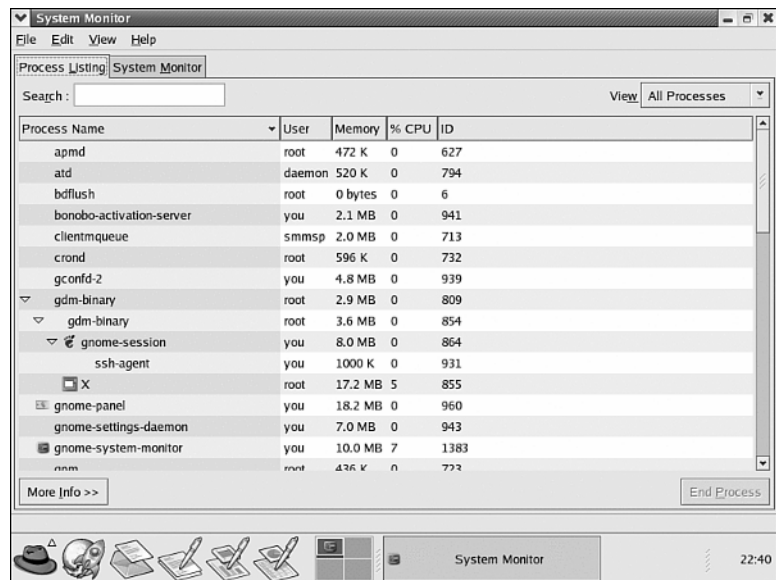 System Monitor
File Edit View Help
Process Listing System Monitor
Search : View All Processes
Process Name User Memory % CPU ID
apmd root 472 K 0 627
atd daemon 520 K 0 794
bdflush root 0 bytes 0 6
bonobo-activation-server you 2.1 MB 0 941
clientmqueue smmsp 2.0 MB 0 713
crond root 596 K 0 732
gconfd-2 you 4.8 MB 0 939
gdm-binary root 2.9 MB 0 809
gdm-binary root 3.6 MB 0 854
gnome-session you 8.0 MB 0 864
ssh-agent you 1000 K 0 931
X root 17.2 MB 5 855
gnome-panel you 18.2 MB 0 960
gnome-settings-daemon you 7.0 MB 0 943
gnome-system-monitor you 10.0 MB 7 1383
gpm root 436 K 0 723
More Info >> End Process
System Monitor 22:40